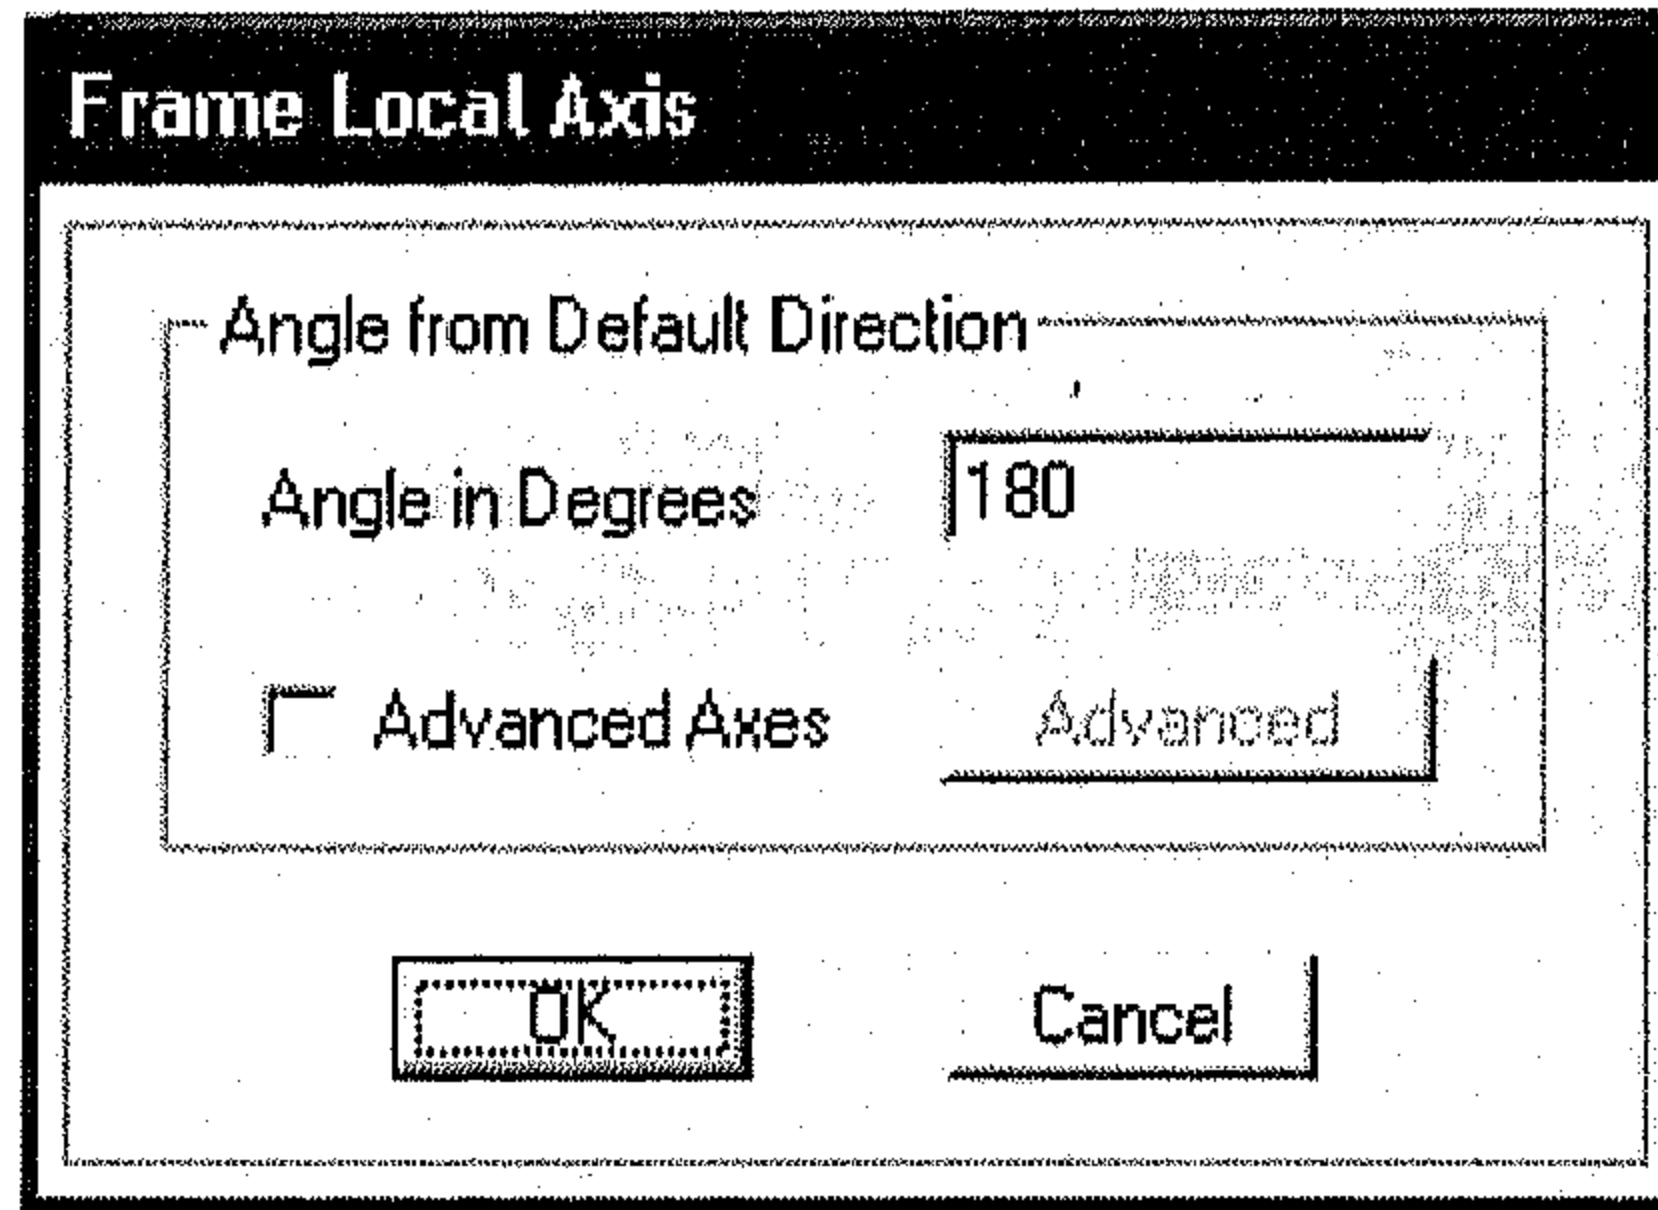 Frame Local Axis
Angle from Default Direction
Angle in Degrees 180
Advanced Axes Advanced
OK Cancel